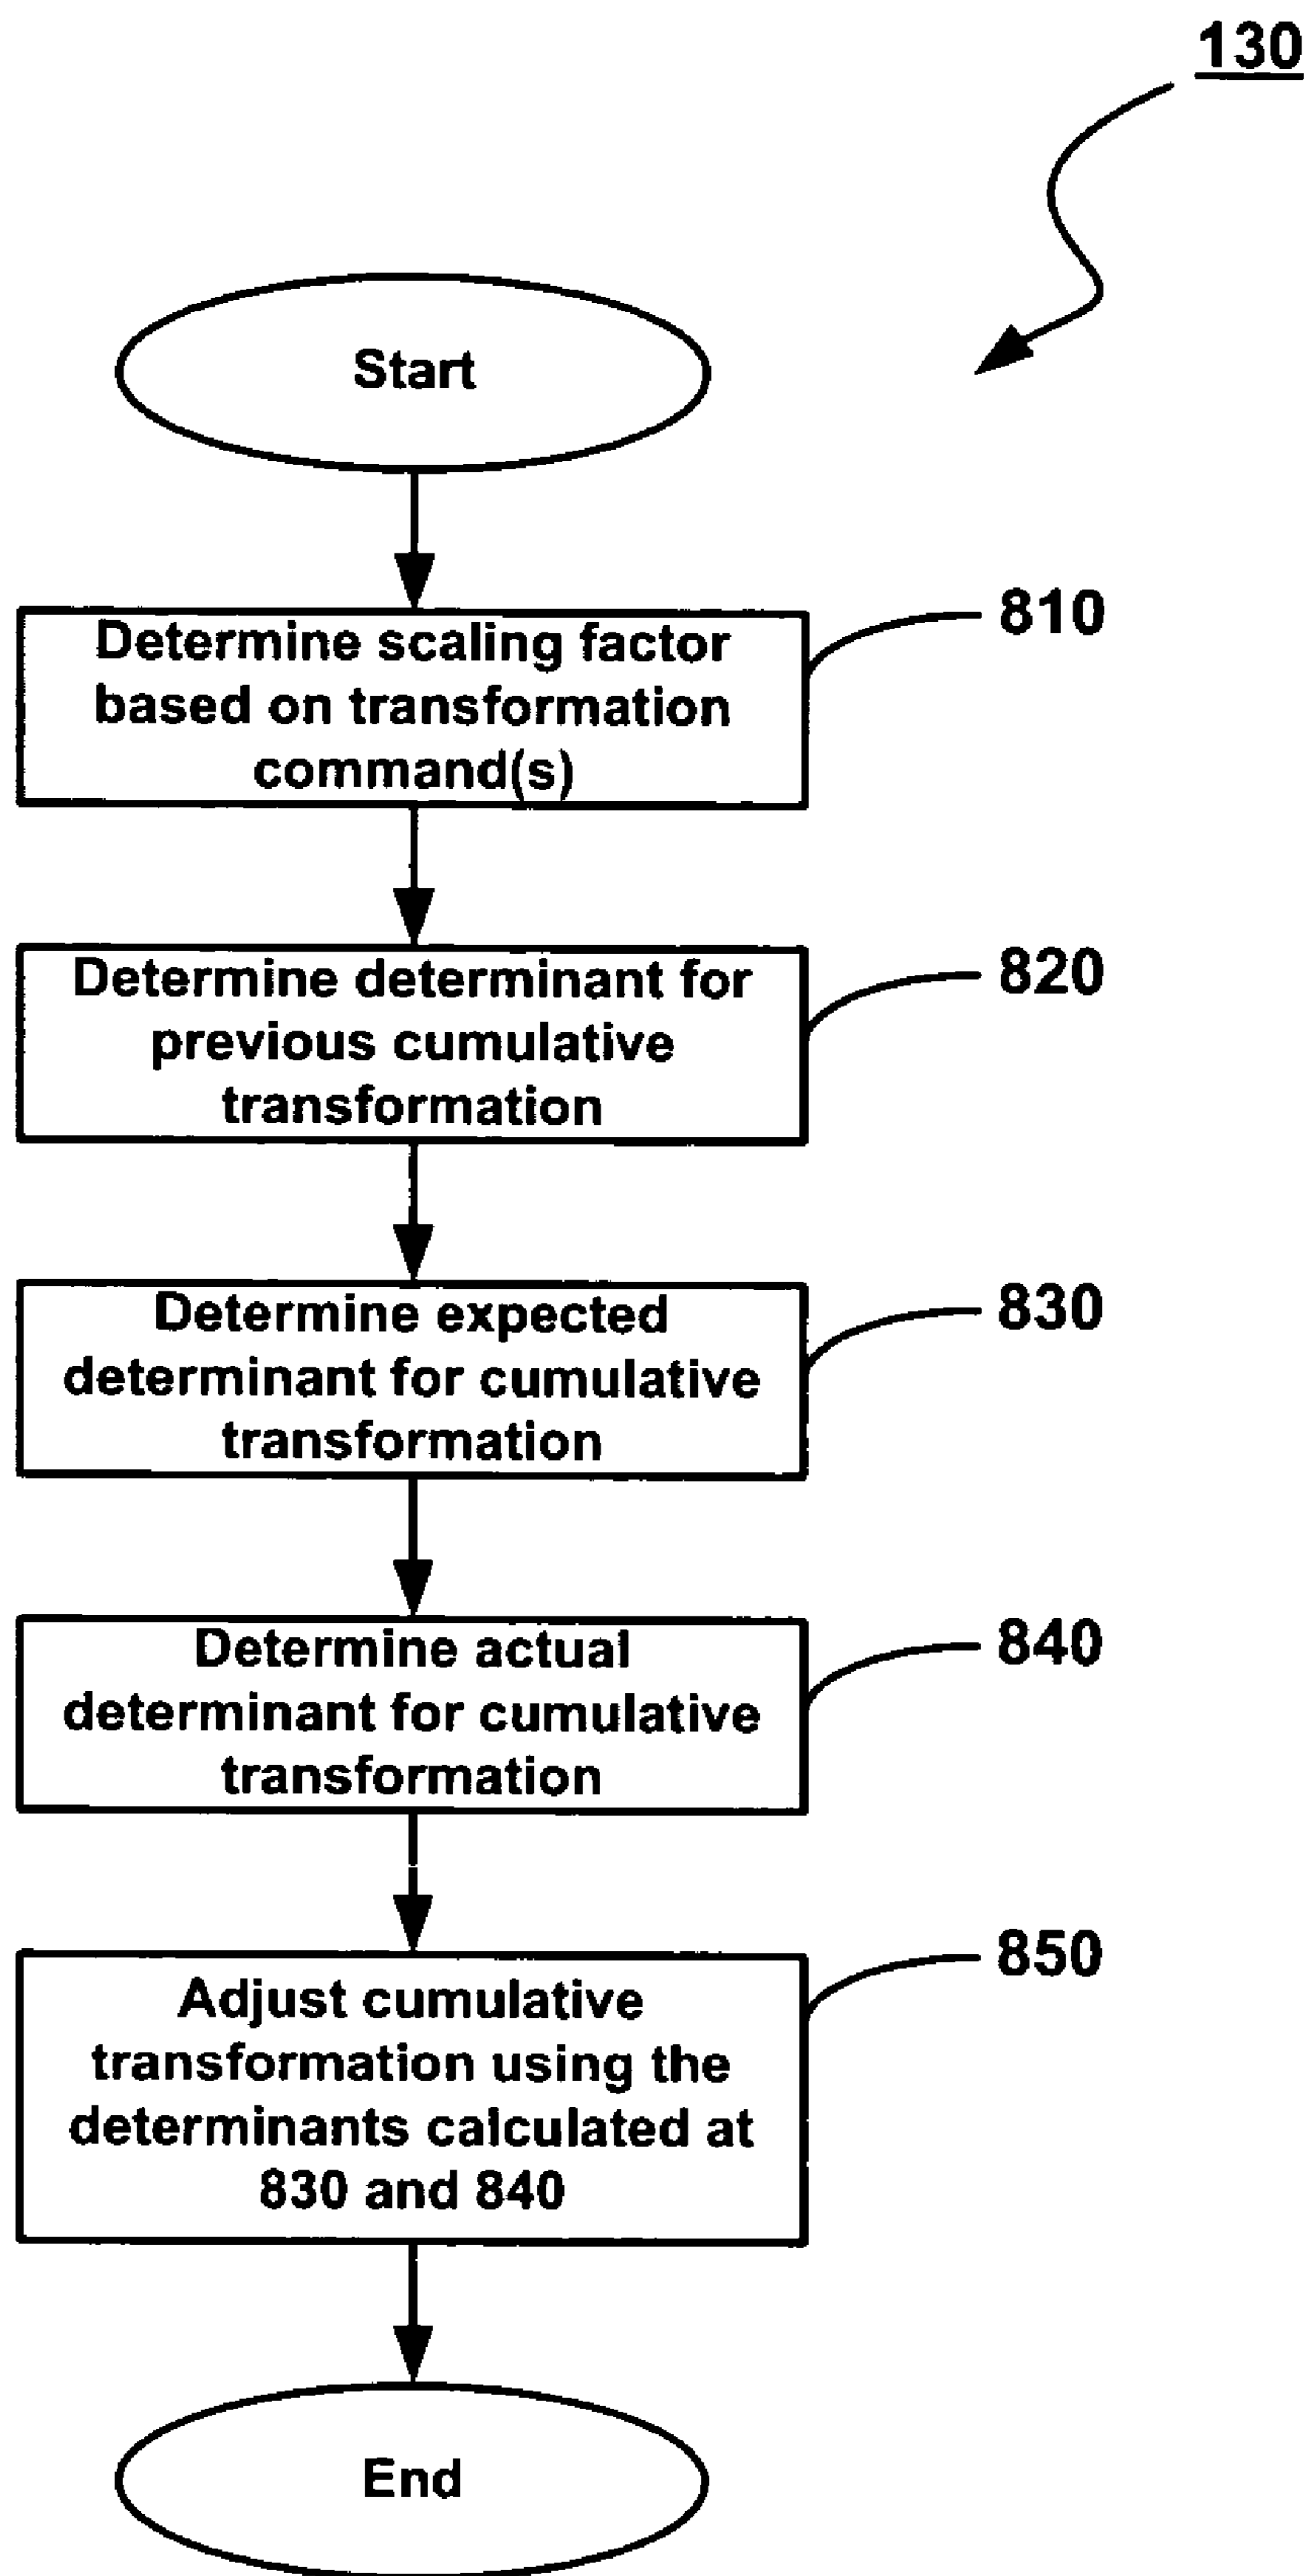 130
Start
Determine scaling factor
based on transformation
command(s)
810
Determine determinant for
previous cumulative
transformation
820
Determine expected
determinant for cumulative
transformation
830
Determine actual
determinant for cumulative
transformation
840
Adjust cumulative
transformation using the
determinants calculated at
830 and 840
850
End